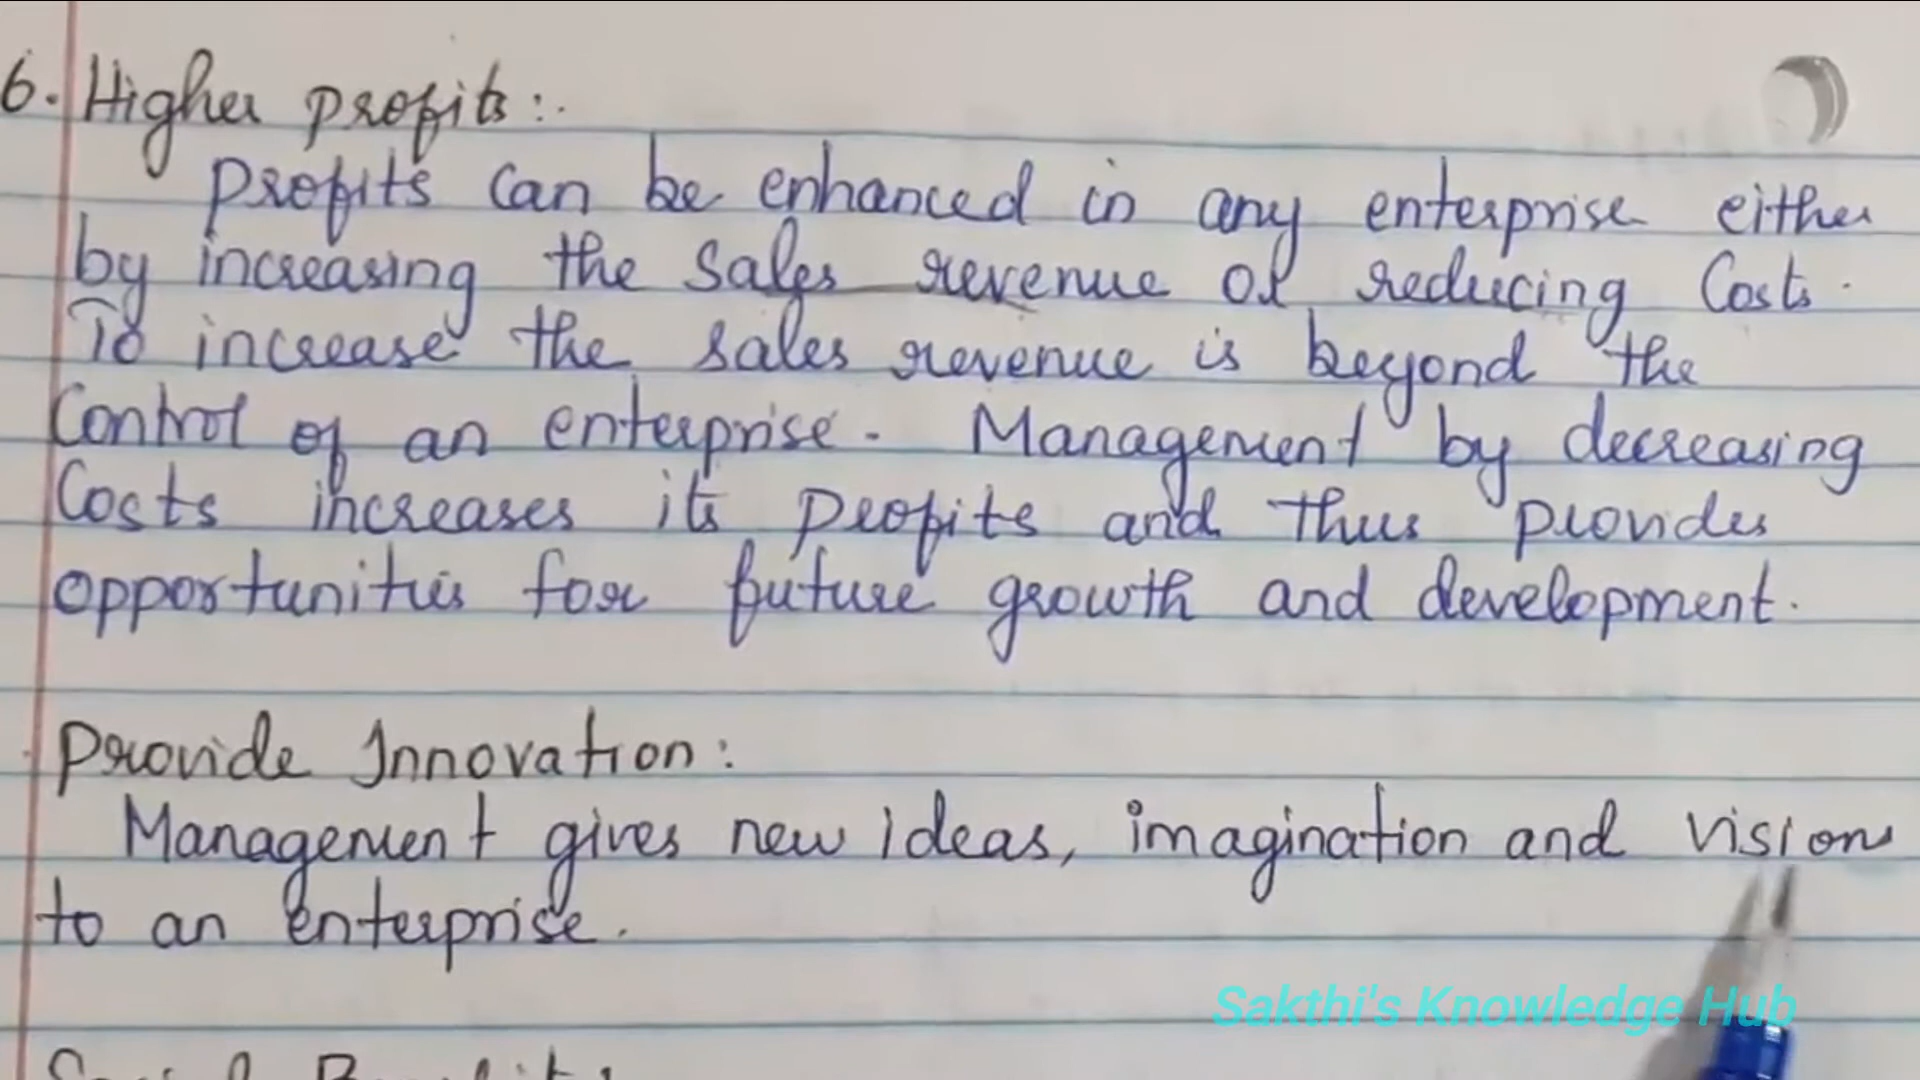 6. Higher profits:.
Profits can be enhanced in any enterprise either
by increasing the sales revenue or reducing Costs.
To increase the sales revenue is beyond the
Control of an enterprise. Management by decreasing
Costs increases its profits and thus provides
opportunities for future growth and development.
Provide Innovation:
Management gives new ideas, imagination and vision
to an enterprise.
Sakthi's Knowledge Hub